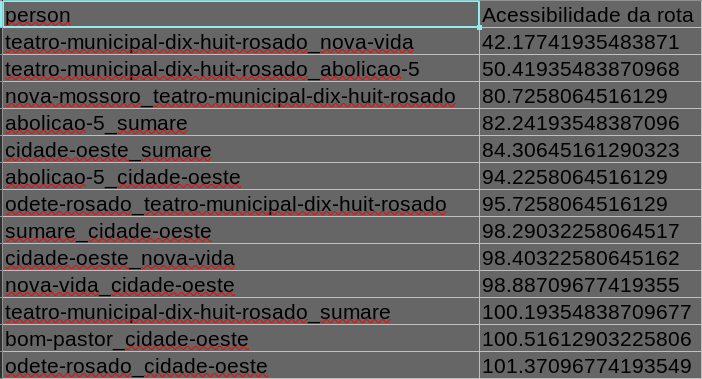 person Acessibilidade da rota
teatro-municipal-dix-huit-rosado_nova-vida 42.17741935483871
teatro-municipal-dix-huit-rosado_abolicao-5 50.41935483870968
nova-mossoro_teatro-municipal-dix-huit-rosado 80.7258064516129
abolicao-5_sumare 82.24193548387096
cidade-oeste_sumare 84.30645161290323
abolicao-5_cidade-oeste 94.2258064516129
odete-rosado_teatro-municipal-dix-huit-rosado 95.7258064516129
sumare_cidade-oeste 98.29032258064517
cidade-oeste_nova-vida 98.40322580645162
nova-vida_cidade-oeste 98.88709677419355
teatro-municipal-dix-huit-rosado_sumare 100.19354838709677
bom-pastor_cidade-oeste 100.51612903225806
odete-rosado_cidade-oeste 101.37096774193549